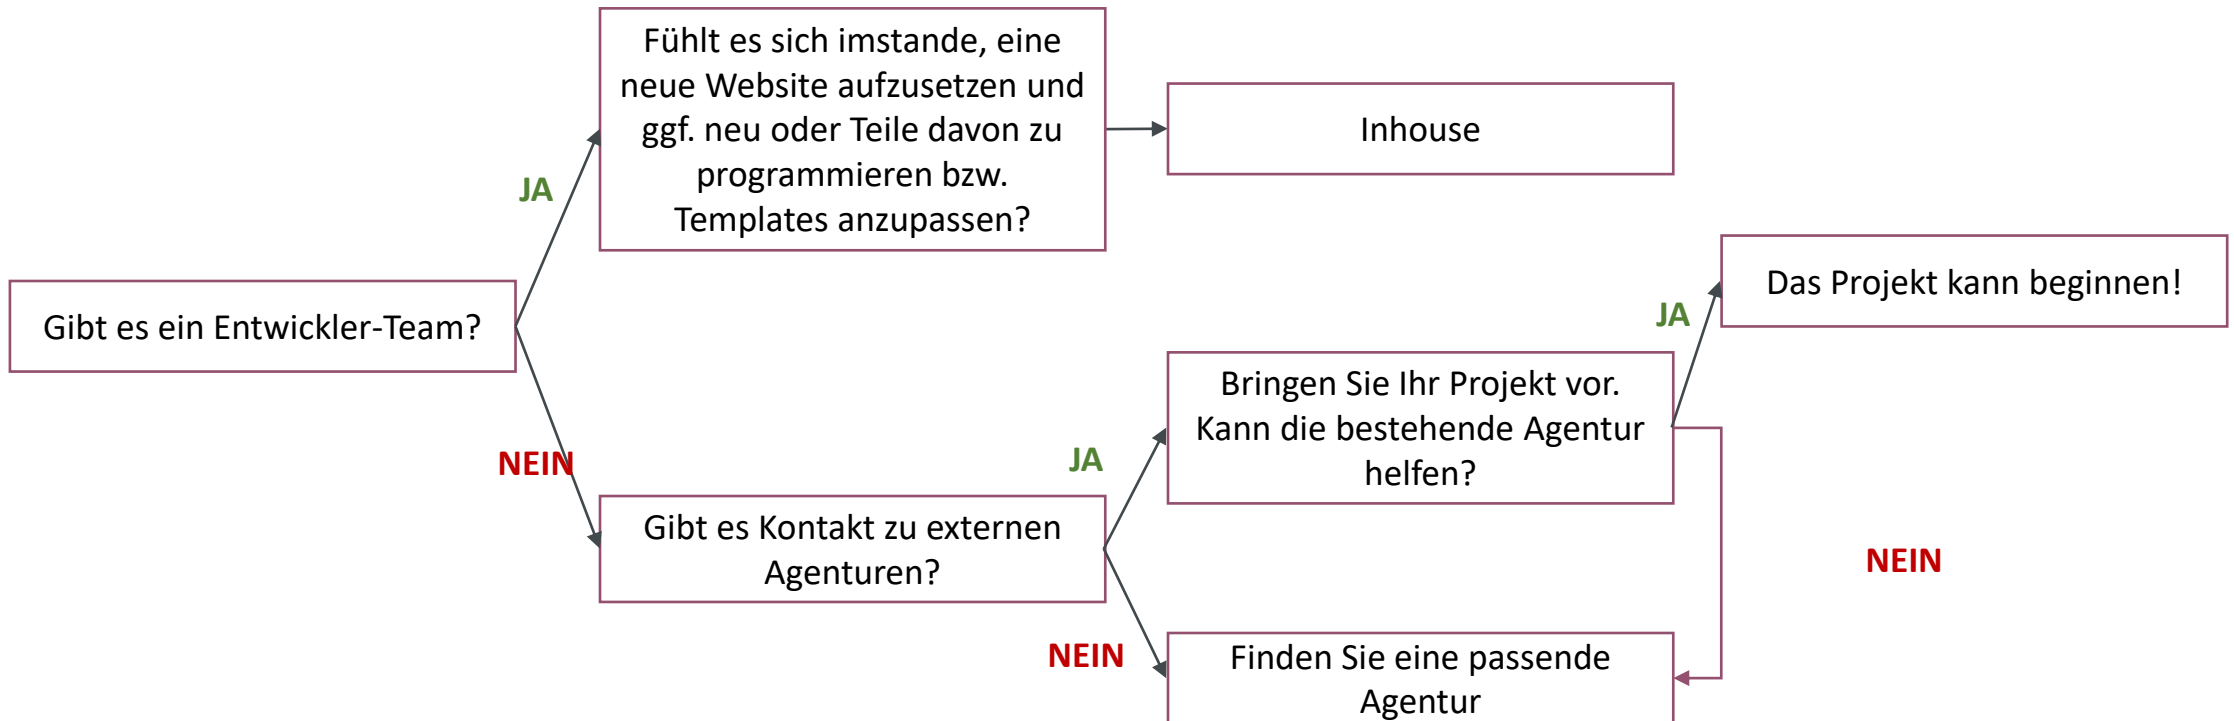 Fühlt es sich imstande, eine
neue Website aufzusetzen und
ggf. neu oder Teile davon zu
programmieren bzw.
Templates anzupassen?
Inhouse
JA
Gibt es ein Entwickler-Team?
Das Projekt kann beginnen!
JA
Bringen Sie Ihr Projekt vor.
Kann die bestehende Agentur
helfen?
NEIN
JA
Gibt es Kontakt zu externen
Agenturen?
NEIN
NEIN
Finden Sie eine passende
Agentur